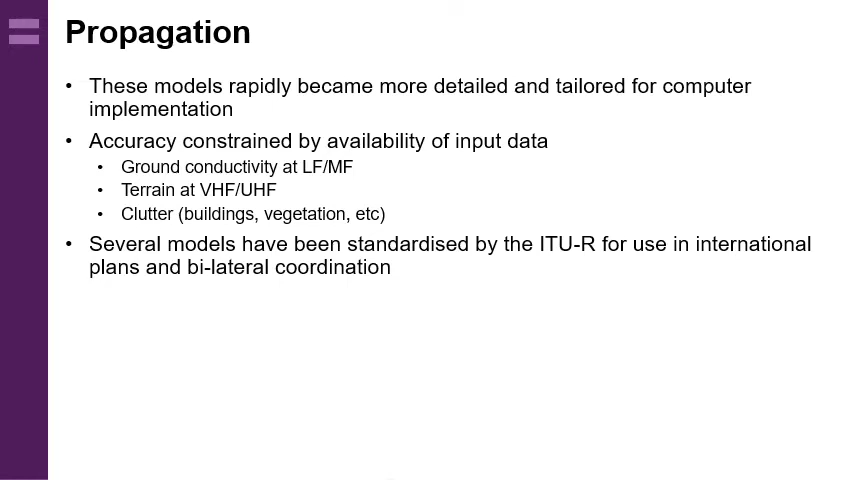 Propagation
• These models rapidly became more detailed and tailored for computer
implementation
• Accuracy constrained by availability of input data
• Ground conductivity at LF/MF
• Terrain at VHF/UHF
• Clutter (buildings, vegetation, etc)
• Several models have been standardised by the ITU-R for use in international
plans and bi-lateral coordination